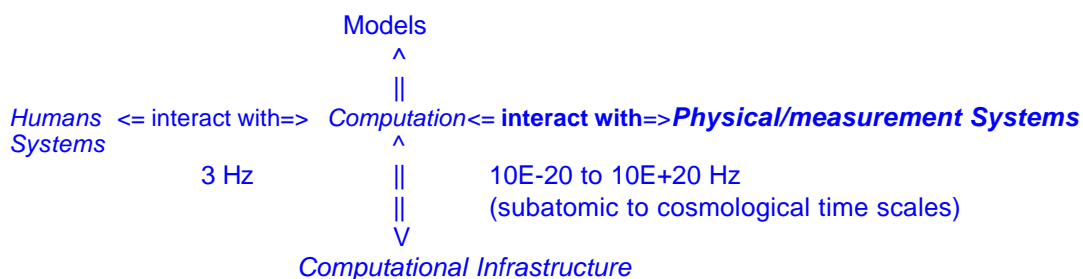 Models
^
||
Humans <= interact with=> Computation<= interact with=>Physical/measurement Systems
Systems ^
3 Hz || 10E-20 to 10E+20 Hz
|| (subatomic to cosmological time scales)
V
Computational Infrastructure